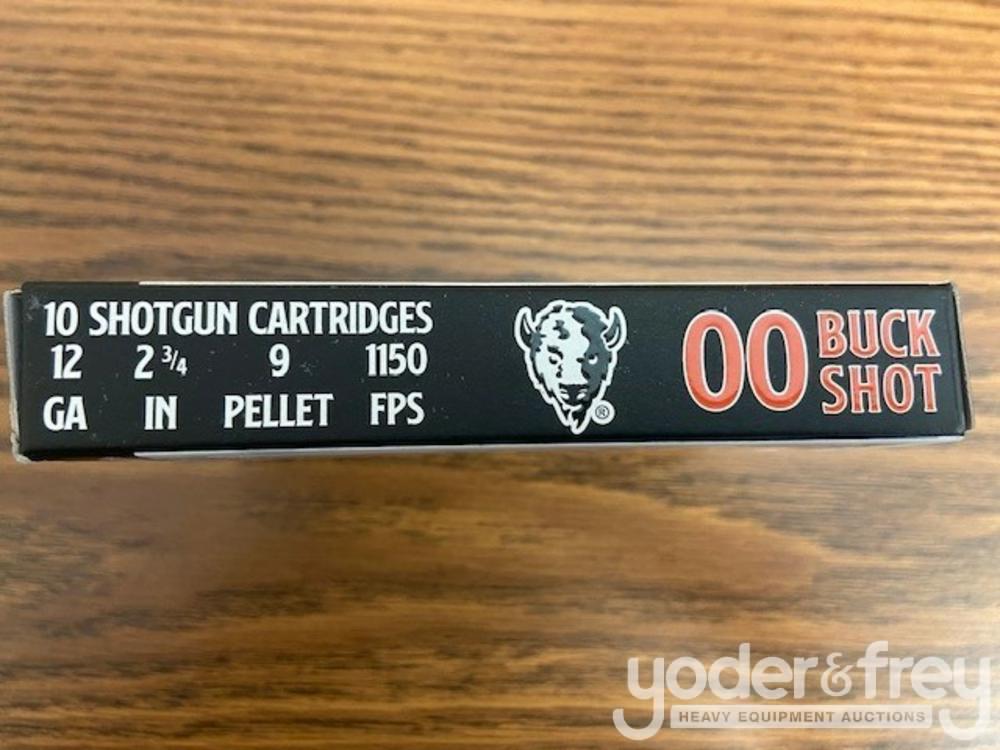 10 SHOTGUN CARTRIDGES
12 2 3/4 9 1150
GA IN PELLET FPS
®
00 BUCK
SHOT
yoder&frey
HEAVY EQUIPMENT AUCTIONS